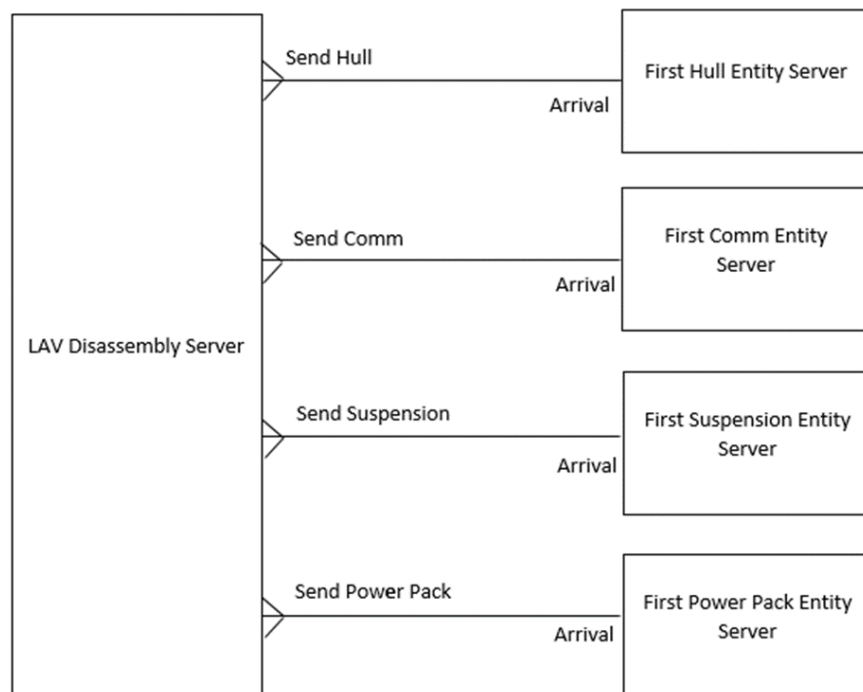 Send Hull
First Hull Entity Server
Arrival
Send Comm
First Comm Entity
Server
Arrival
LAV Disassembly Server
Send Suspension
First Suspension Entity
Server
Arrival
Send Power Pack
First Power Pack Entity
Server
Arrival